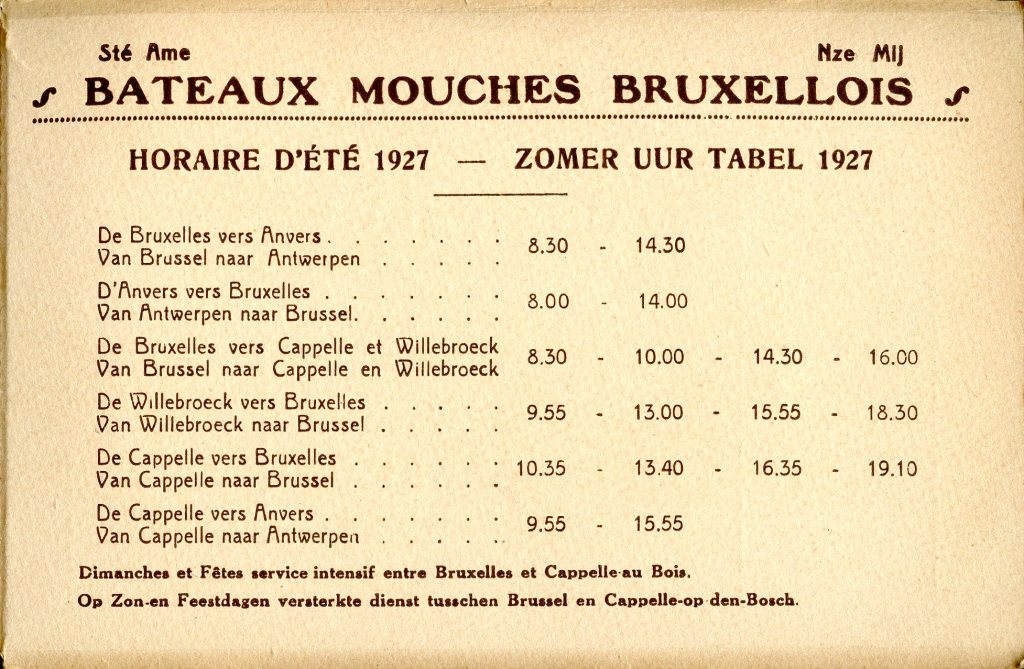 Sté Ame Nze Mij
BATEAUX MOUCHES BRUXELLOIS
HORAIRE D'ÉTÉ 1927 — ZOMER UUR TABEL 1927
De Bruxelles vers Anvers . . . . . . .
Van Brussel naar Antwerpen . . . . .
8.30 - 14.30
D'Anvers vers Bruxelles . . . . . . .
Van Antwerpen naar Brussel. . . . . .
8.00 - 14.00
De Bruxelles vers Cappelle et Willebroeck
Van Brussel naar Cappelle en Willebroeck
8.30 - 10.00 - 14.30 - 16.00
De Willebroeck vers Bruxelles . . . . .
Van Willebroeck naar Brussel . . . . .
9.55 - 13.00 - 15.55 - 18.30
De Cappelle vers Bruxelles . . . . . .
Van Cappelle naar Brussel . . . . . .
10.35 - 13.40 - 16.35 - 19.10
De Cappelle vers Anvers . . . . . . .
Van Cappelle naar Antwerpen . . . . .
9.55 - 15.55
Dimanches et Fêtes service intensif entre Bruxelles et Cappelle-au Bois.
Op Zon-en Feestdagen versterkte dienst tusschen Brussel en Cappelle-op den-Bosch.